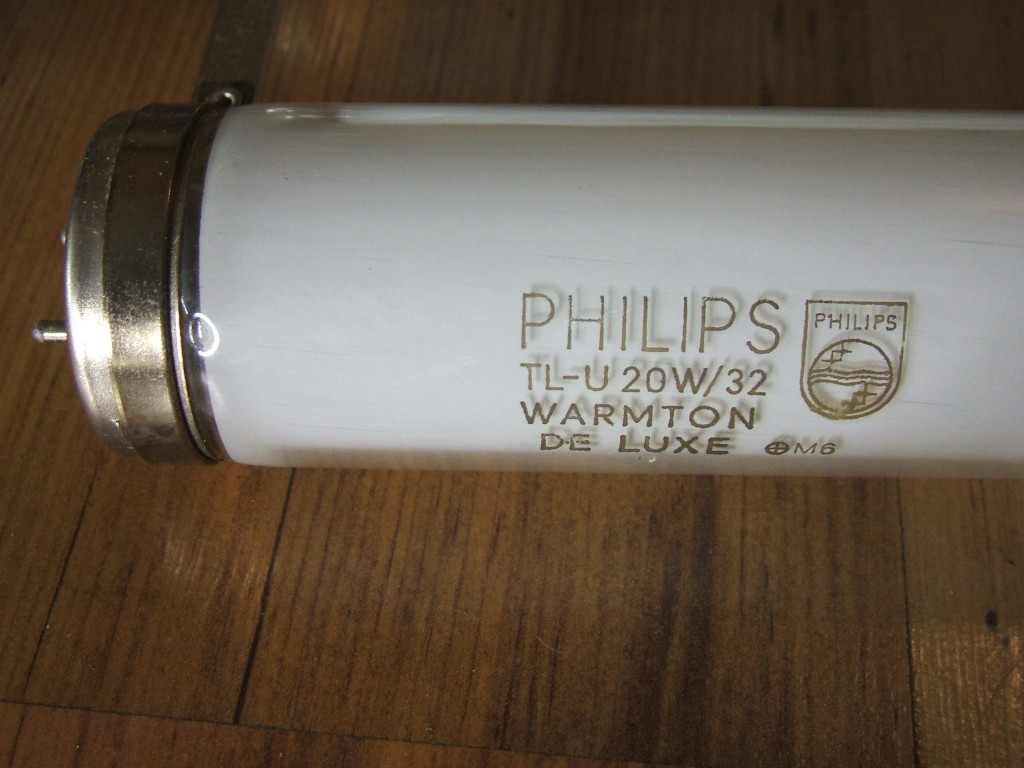 PHILIPS
PHILIPS
TL-U 20W/32
WARMTON
DE LUXE ⊕M6